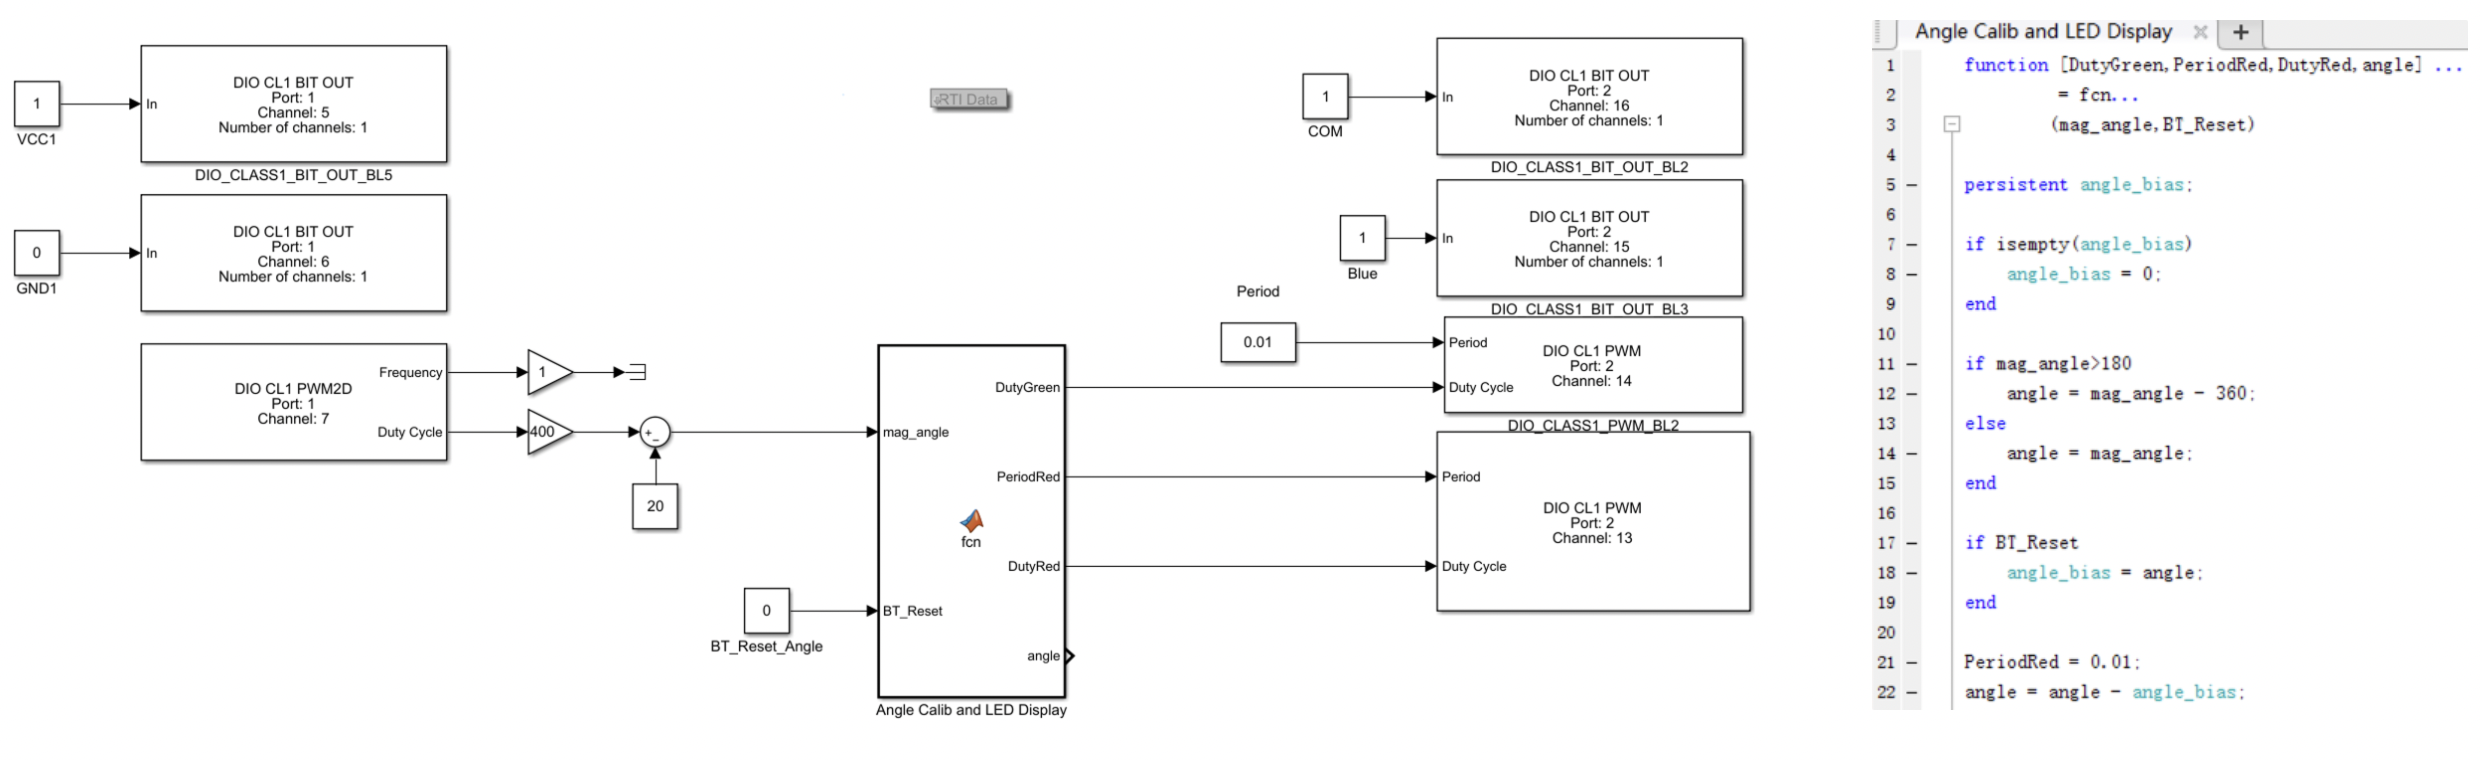 1
VCC1
In
DIO CL1 BIT OUT
Port: 1
Channel: 5
Number of channels: 1
DIO_CLASS1_BIT_OUT_BL5
0
GND1
In
DIO CL1 BIT OUT
Port: 1
Channel: 6
Number of channels: 1
DIO CL1 PWM2D
Port: 1
Channel: 7
Frequency
Duty Cycle
1
400
+
-
20
RTI Data
0
BT_Reset_Angle
mag_angle
BT_Reset
fcn
DutyGreen
PeriodRed
DutyRed
angle
Angle Calib and LED Display
1
COM
In
DIO CL1 BIT OUT
Port: 2
Channel: 16
Number of channels: 1
DIO_CLASS1_BIT_OUT_BL2
1
Blue
In
DIO CL1 BIT OUT
Port: 2
Channel: 15
Number of channels: 1
DIO_CLASS1_BIT_OUT_BL3
Period
0.01
Period
Duty Cycle
DIO CL1 PWM
Port: 2
Channel: 14
DIO_CLASS1_PWM_BL2
Period
Duty Cycle
DIO CL1 PWM
Port: 2
Channel: 13
Angle Calib and LED Display × +
1 function [DutyGreen,PeriodRed,DutyRed,angle] ...
2 = fcn...
3 (mag_angle,BT_Reset)
4
5 – persistent angle_bias;
6
7 – if isempty(angle_bias)
8 – angle_bias = 0;
9 end
10
11 – if mag_angle>180
12 – angle = mag_angle - 360;
13 else
14 – angle = mag_angle;
15 end
16
17 – if BT_Reset
18 – angle_bias = angle;
19 end
20
21 – PeriodRed = 0.01;
22 – angle = angle - angle_bias;